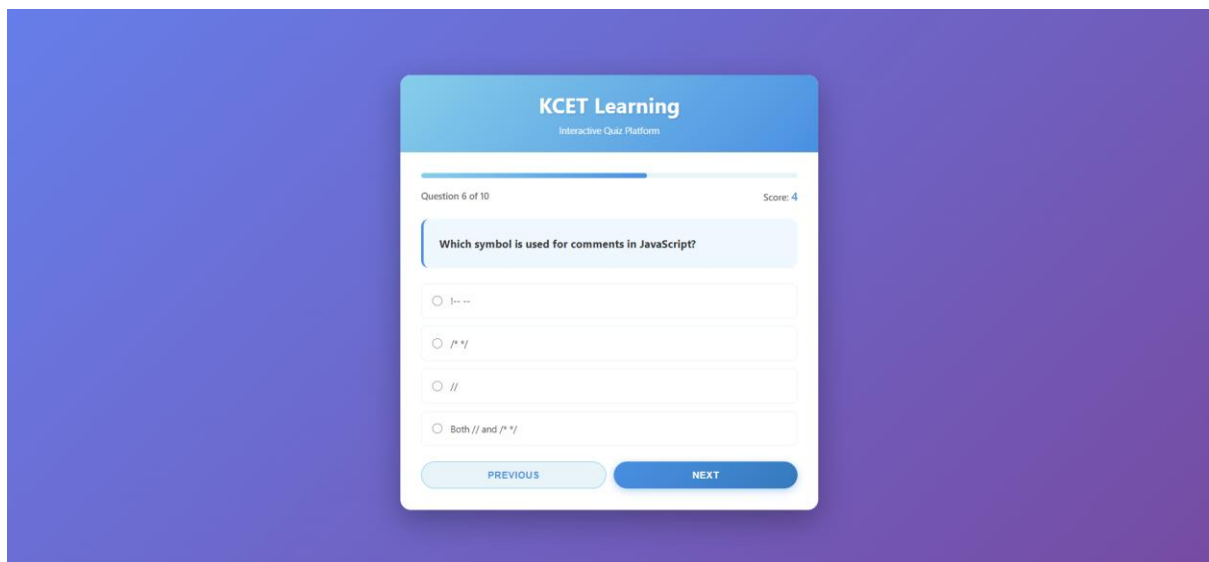 KCET Learning
Interactive Quiz Platform
Question 6 of 10
Score: 4
Which symbol is used for comments in JavaScript?
!-- --
/* */
//
Both // and /* */
PREVIOUS
NEXT